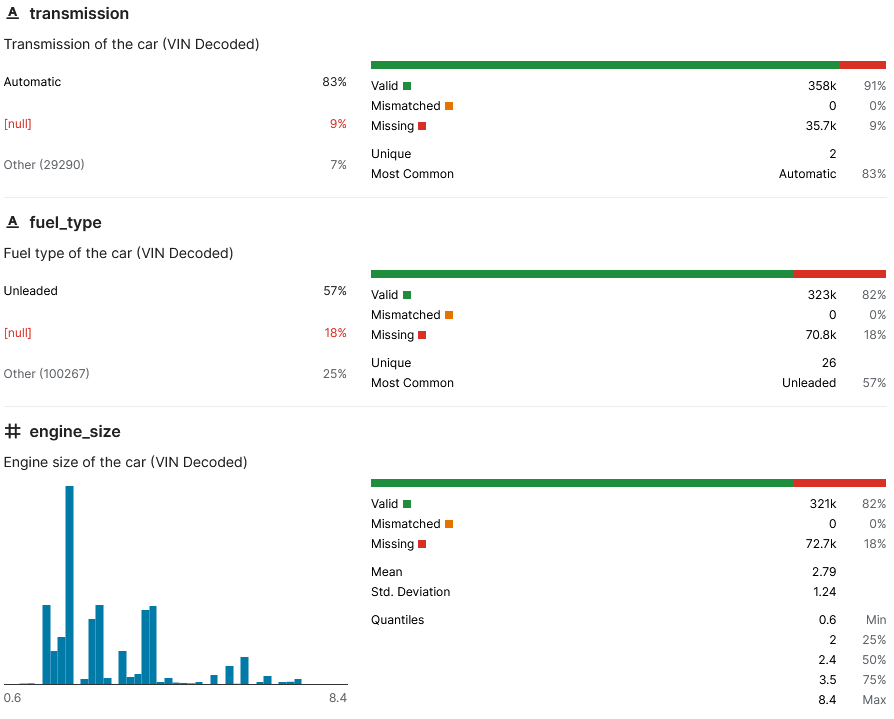 transmission
Transmission of the car (VIN Decoded)
Automatic 83%
[null] 9%
Other (29290) 7%
Valid 358k 91%
Mismatched 0 0%
Missing 35.7k 9%
Unique 2
Most Common Automatic 83%
fuel_type
Fuel type of the car (VIN Decoded)
Unleaded 57%
[null] 18%
Other (100267) 25%
Valid 323k 82%
Mismatched 0 0%
Missing 70.8k 18%
Unique 26
Most Common Unleaded 57%
engine_size
Engine size of the car (VIN Decoded)
0.6 8.4
Valid 321k 82%
Mismatched 0 0%
Missing 72.7k 18%
Mean 2.79
Std. Deviation 1.24
Quantiles 0.6 Min
2 25%
2.4 50%
3.5 75%
8.4 Max